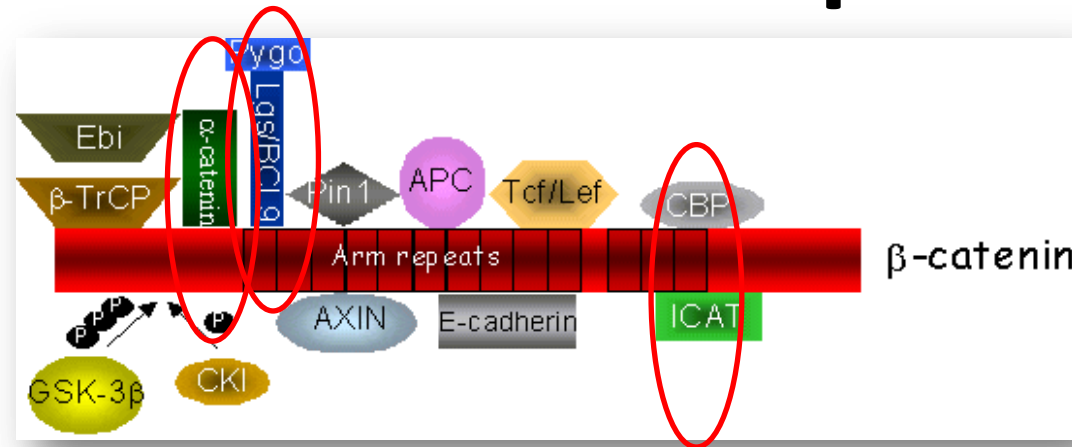 Pygo
Ebi
α-catenin
Lgs/BCL9
β-TrCP
Pin1
APC
Tcf/Lef
CBP
Arm repeats
β-catenin
AXIN
E-cadherin
ICAT
P P P
P
GSK-3β
CKI